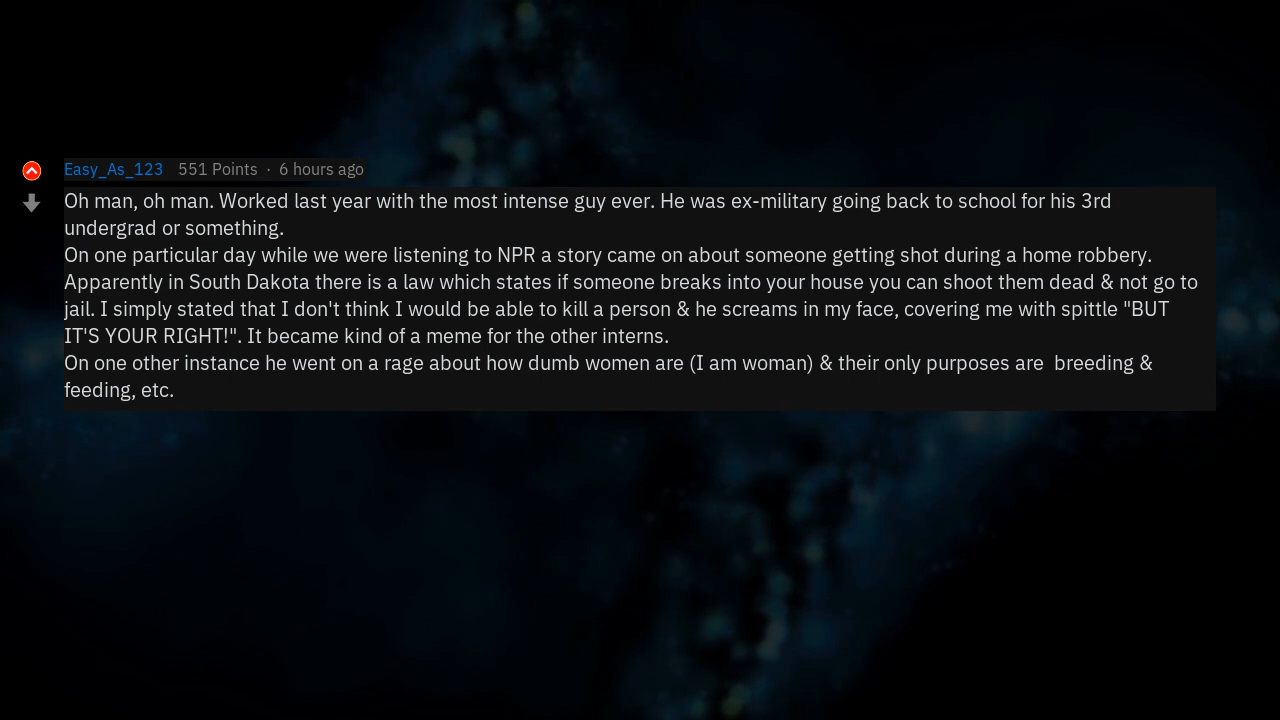 Easy_As_123 551 Points · 6 hours ago
Oh man, oh man. Worked last year with the most intense guy ever. He was ex-military going back to school for his 3rd
undergrad or something.
On one particular day while we were listening to NPR a story came on about someone getting shot during a home robbery.
Apparently in South Dakota there is a law which states if someone breaks into your house you can shoot them dead & not go to
jail. I simply stated that I don't think I would be able to kill a person & he screams in my face, covering me with spittle "BUT
IT'S YOUR RIGHT!". It became kind of a meme for the other interns.
On one other instance he went on a rage about how dumb women are (I am woman) & their only purposes are  breeding &
feeding, etc.